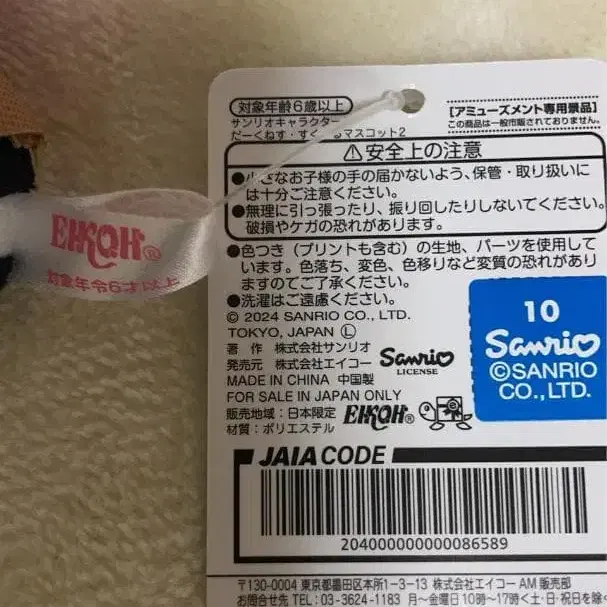 対象年齢6歳以上
サンリオキャラクター
だーくねす・すく
るマスコット2
[アミューズメント専用景品]
この商品は一般市販されておりません。
⚠安全上の注意
●小さなお子様の手の届かないよう、保管・取り扱いに
は十分ご注意ください。
●無理に引っ張ったり、振り回したりしないでください。
破損やケガの恐れがあります。
●色つき（プリントも含む）の生地、パーツを使用して
います。色落ち、変色、色移りなど変質の恐れがあり
ますのでご了承ください。
●洗濯はご遠慮ください。
© 2024 SANRIO CO., LTD.
TOKYO, JAPAN Ⓛ
著 作 株式会社サンリオ
発売元 株式会社エイコー
Sanrio
LICENSE
MADE IN CHINA 中国製
FOR SALE IN JAPAN ONLY
販売地域：日本限定
EIKOH®
材質：ポリエステル
10
Sanrio
©SANRIO
CO.,LTD.
EIKOH®
対象年令6才以上
JAIA CODE
204000000000086589
〒130-0004 東京都墨田区本所1-3-13 株式会社エイコー AM販売部
お問合せ先 TEL：03-3624-1183 月〜金曜日10時〜17時＜土・日・祝日を除く